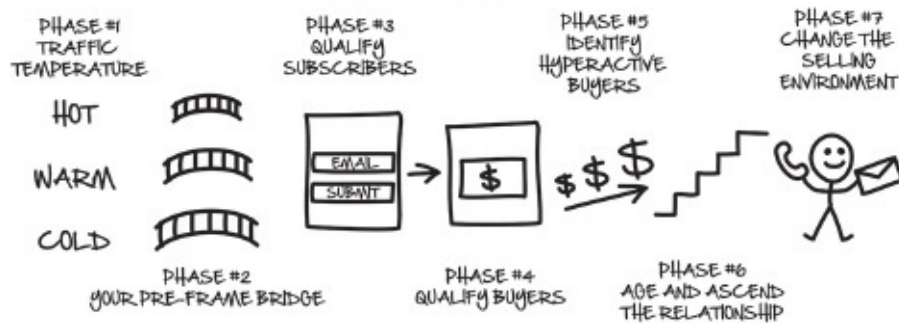 PHASE #1
TRAFFIC
TEMPERATURE
HOT
WARM
COLD
PHASE #2
YOUR PRE-FRAME BRIDGE
PHASE #3
QUALIFY
SUBSCRIBERS
EMAIL
SUBMIT
$
PHASE #4
QUALIFY BUYERS
PHASE #5
IDENTIFY
HYPERACTIVE
BUYERS
$ $ $
PHASE #6
AGE AND ASCEND
THE RELATIONSHIP
PHASE #7
CHANGE THE
SELLING
ENVIRONMENT